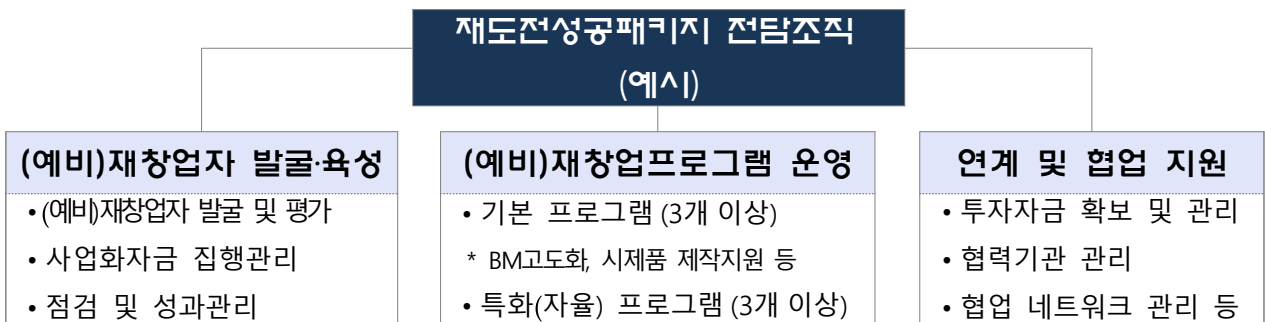 재도전성공패키지 전담조직
(예시)
(예비)재창업자 발굴·육성
• (예비)재창업자 발굴 및 평가
• 사업화자금 집행관리
• 점검 및 성과관리
(예비)재창업프로그램 운영
• 기본 프로그램 (3개 이상)
* BM고도화, 시제품 제작지원 등
• 특화(자율) 프로그램 (3개 이상)
연계 및 협업 지원
• 투자자금 확보 및 관리
• 협력기관 관리
• 협업 네트워크 관리 등